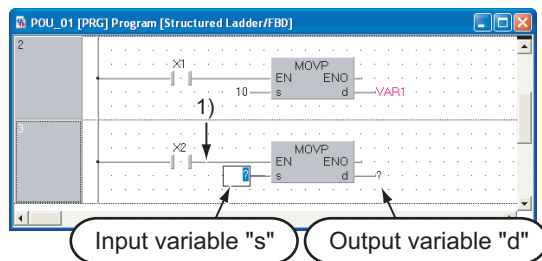 POU_01 [PRG] Program [Structured Ladder/FBD]
2
X1
MOVP
EN ENO
10 s d VAR1
1)
3
X2
MOVP
EN ENO
? s d ?
Input variable "s" Output variable "d"